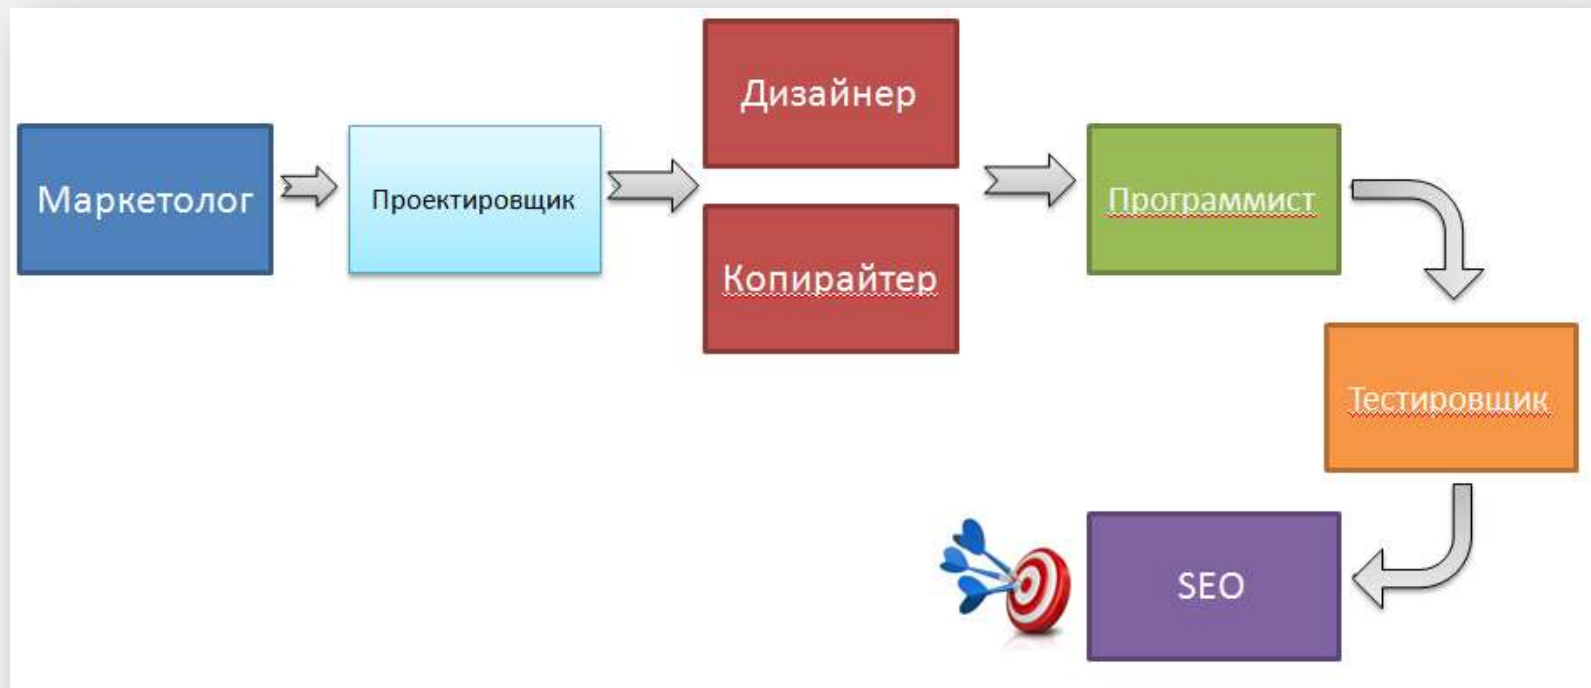 Маркетолог
Проектировщик
Дизайнер
Копирайтер
Программист
Тестировщик
SEO